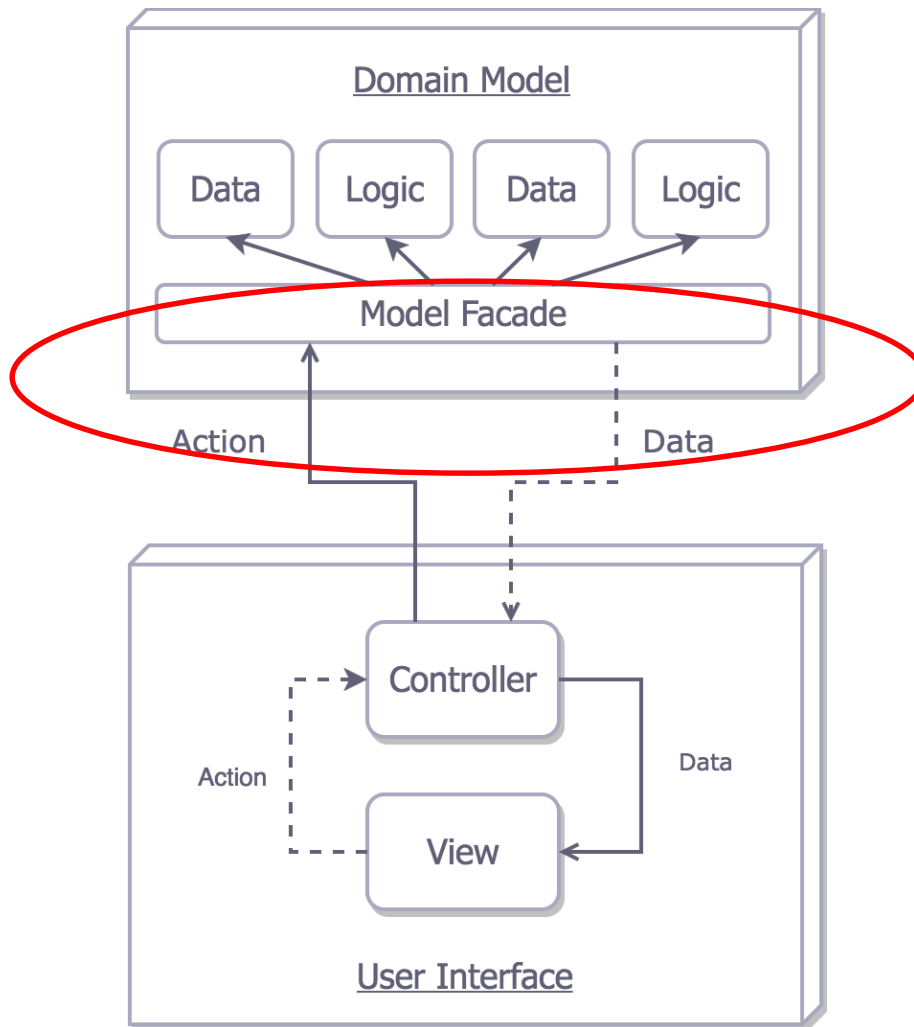 Domain Model
Data Logic Data Logic
Model Facade
Action Data
Controller
Action Data
View
User Interface